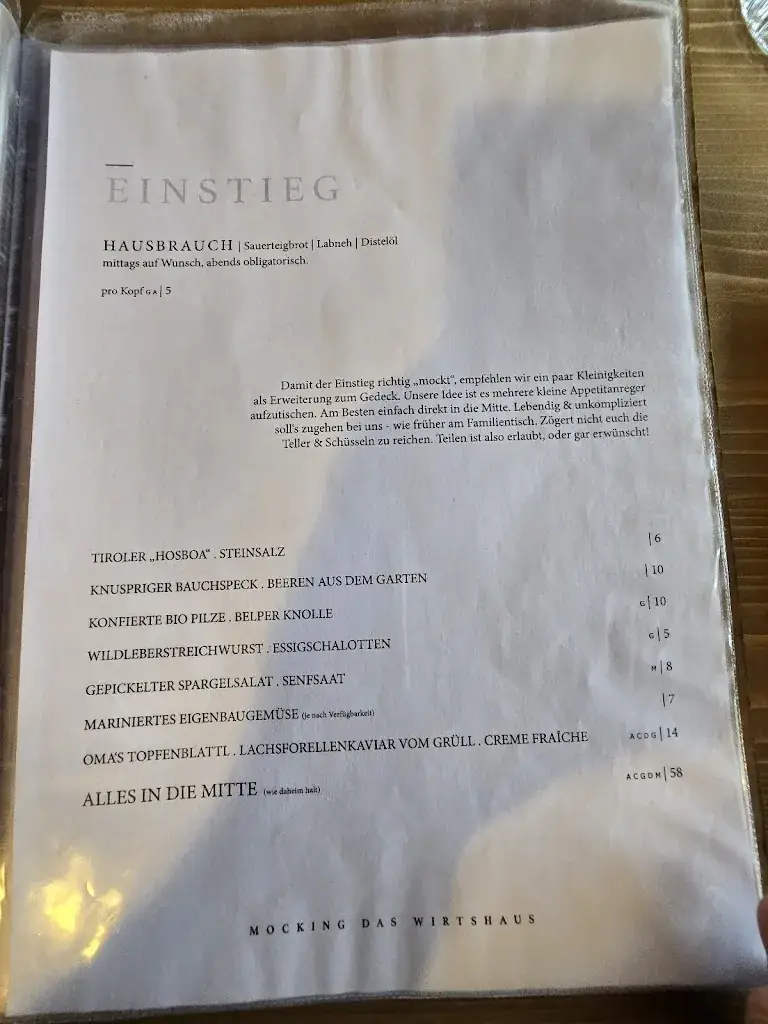 EINSTIEG
HAUSBRAUCH | Sauerteigbrot | Labneh | Distelöl
mittags auf Wunsch, abends obligatorisch.
pro Kopf G A | 5
Damit der Einstieg richtig „mockt“, empfehlen wir ein paar Kleinigkeiten
als Erweiterung zum Gedeck. Unsere Idee ist es mehrere kleine Appetitanreger
aufzutischen. Am Besten einfach direkt in die Mitte. Lebendig & unkompliziert
soll's zugehen bei uns - wie früher am Familientisch. Zögert nicht euch die
Teller & Schüsseln zu reichen. Teilen ist also erlaubt, oder gar erwünscht!
TIROLER „HOSBOA“ . STEINSALZ | 6
KNUSPRIGER BAUCHSPECK . BEEREN AUS DEM GARTEN | 10
KONFIERTE BIO PILZE . BELPER KNOLLE G | 10
WILDLEBERSTREICHWURST . ESSIGSCHALOTTEN G | 5
GEPICKELTER SPARGELSALAT . SENFSAAT M | 8
MARINIERTES EIGENBAUGEMÜSE (je nach Verfügbarkeit) | 7
OMA'S TOPFENBLATTL . LACHSFORELLENKAVIAR VOM GRÜLL . CREME FRAÎCHE ACDG | 14
ALLES IN DIE MITTE (wie daheim halt) ACGDM | 58
MOCKING DAS WIRTSHAUS